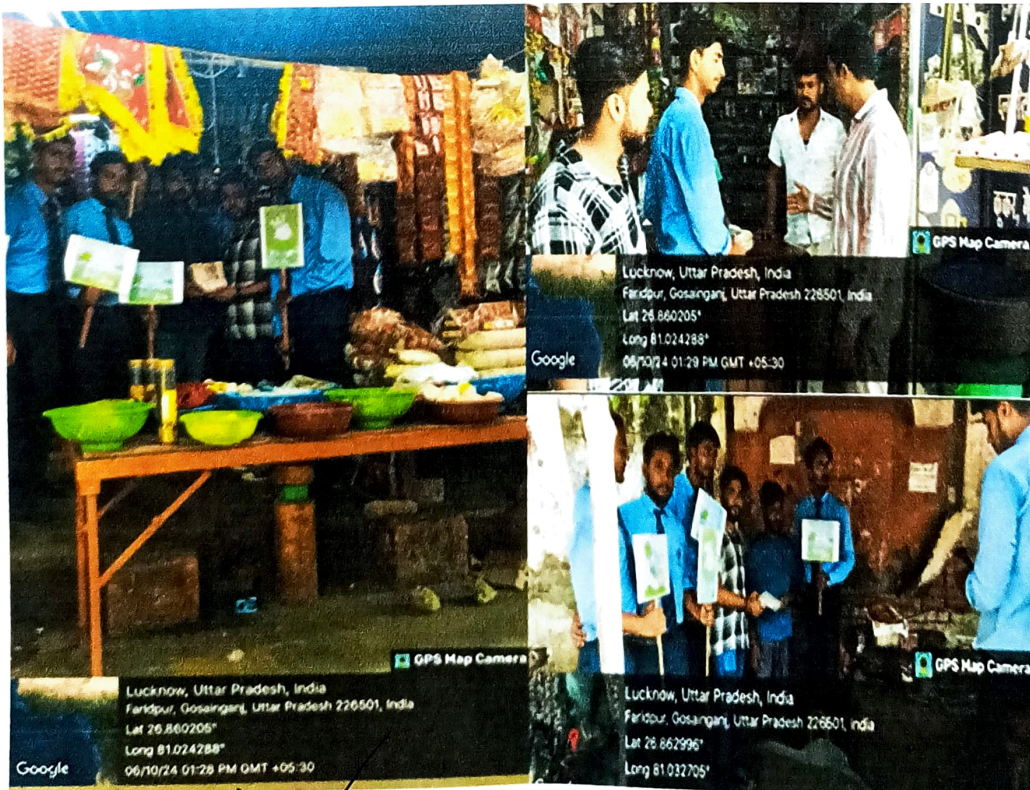 GPS Map Camera
Lucknow, Uttar Pradesh, India
Faridpur, Gosainganj, Uttar Pradesh 226501, India
Lat 26.860205°
Long 81.024288°
06/10/24 01:28 PM GMT +05:30
Google
GPS Map Camera
Lucknow, Uttar Pradesh, India
Faridpur, Gosainganj, Uttar Pradesh 226501, India
Lat 26.860205°
Long 81.024288°
06/10/24 01:29 PM GMT +05:30
Google
GPS Map Camera
Lucknow, Uttar Pradesh, India
Faridpur, Gosainganj, Uttar Pradesh 226501, India
Lat 26.862996°
Long 81.032705°